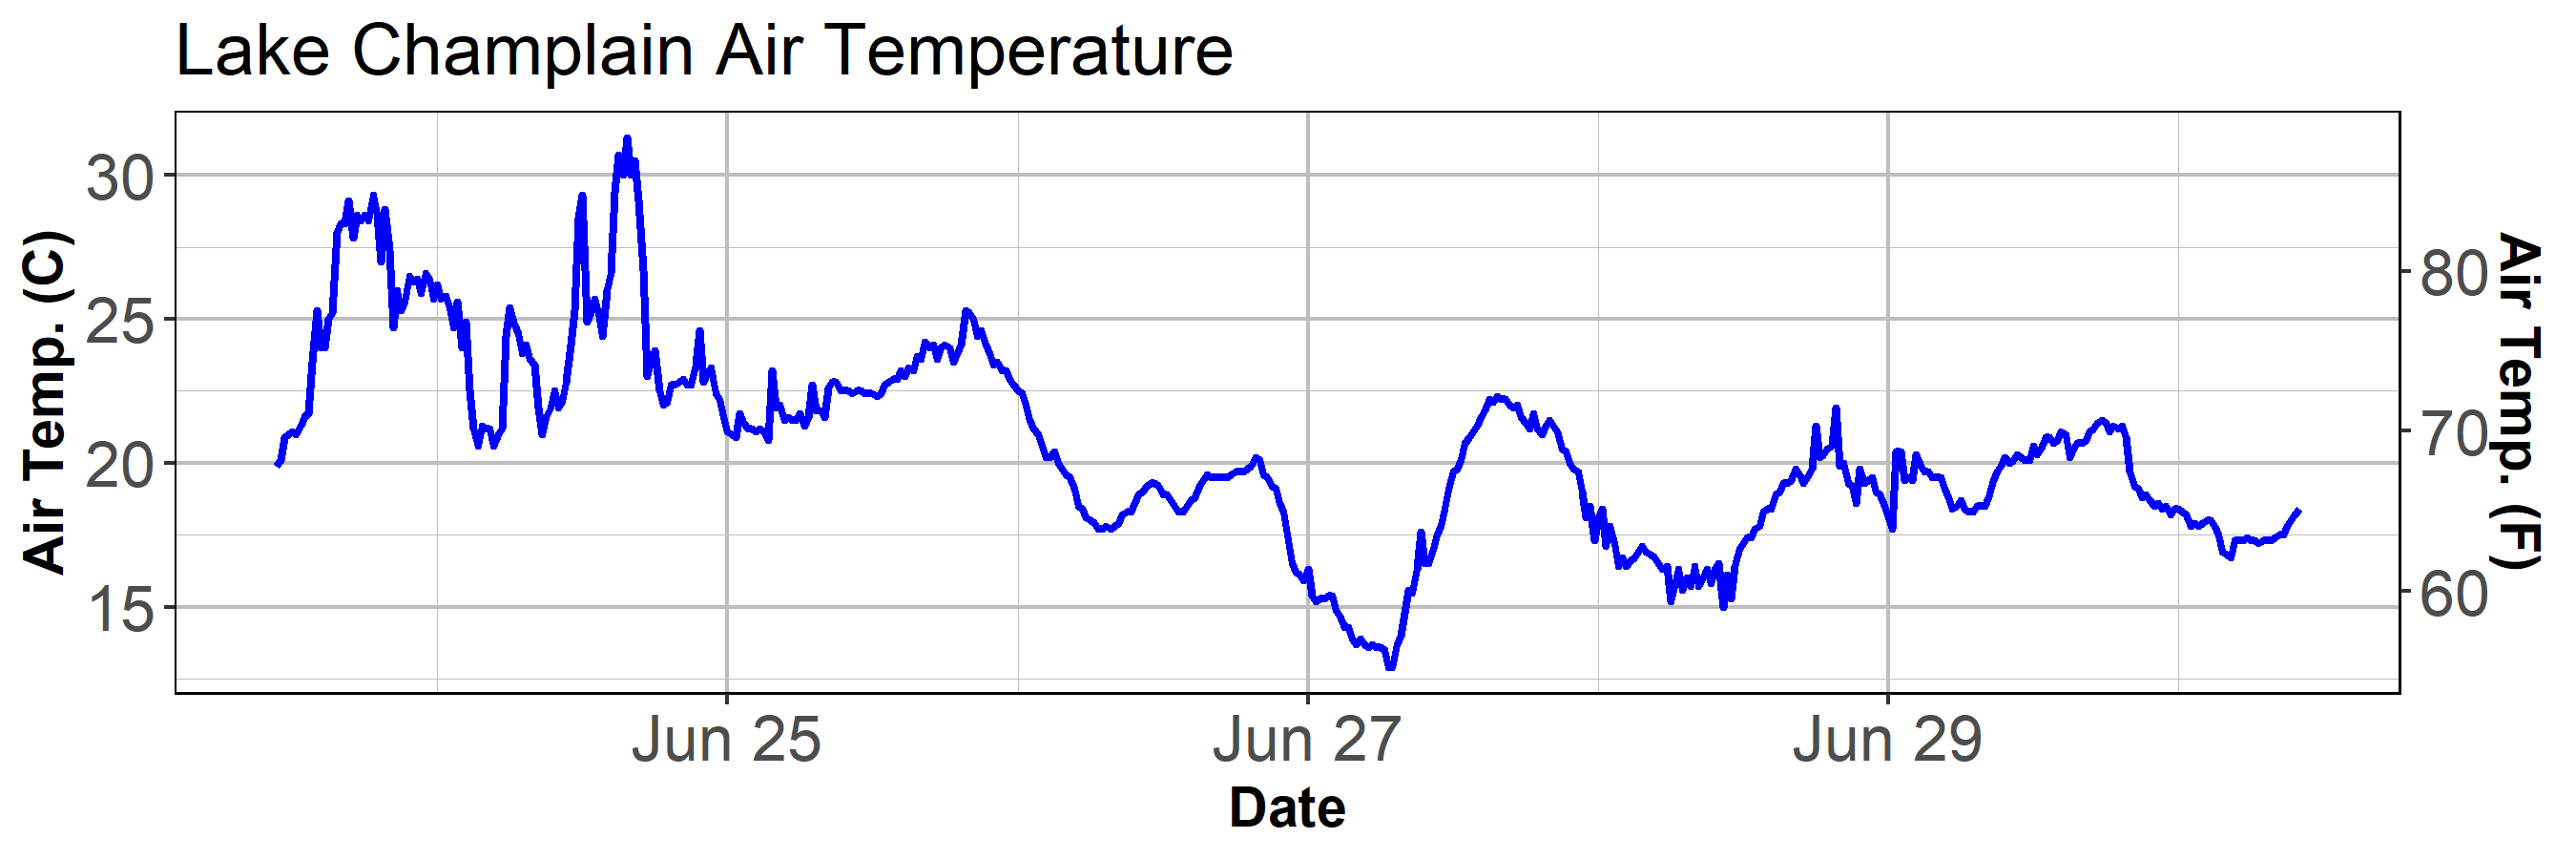 Lake Champlain Air Temperature
Air Temp. (C)
30
25
20
15
80
70
60
Air Temp. (F)
Jun 25
Jun 27
Jun 29
Date